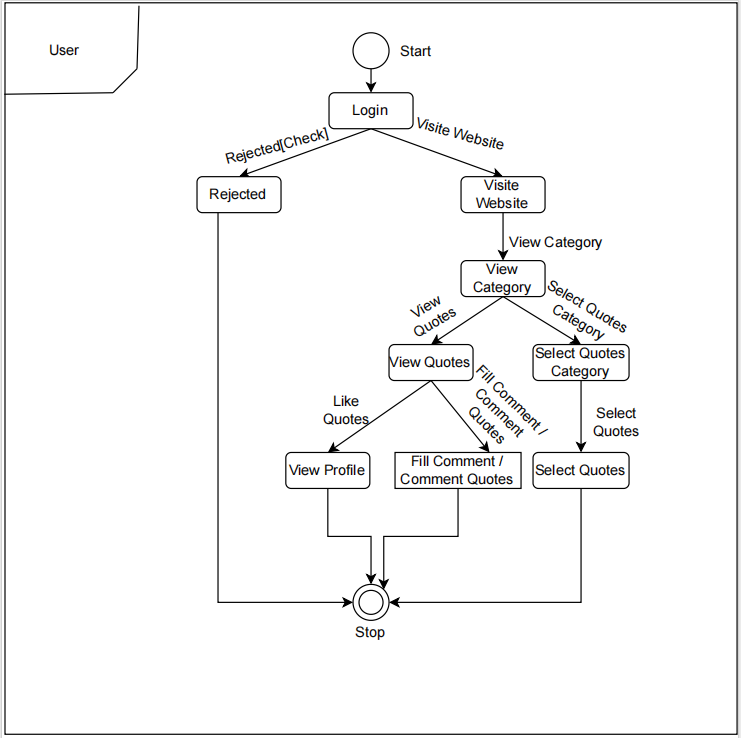 User
Start
Login
Rejected[Check]
Visite Website
Rejected
Visite
Website
View Category
View
Category
View
Quotes
Select Quotes
Category
View Quotes
Select Quotes
Category
Like
Quotes
Fill Comment /
Comment
Quotes
Select
Quotes
View Profile
Fill Comment /
Comment Quotes
Select Quotes
Stop